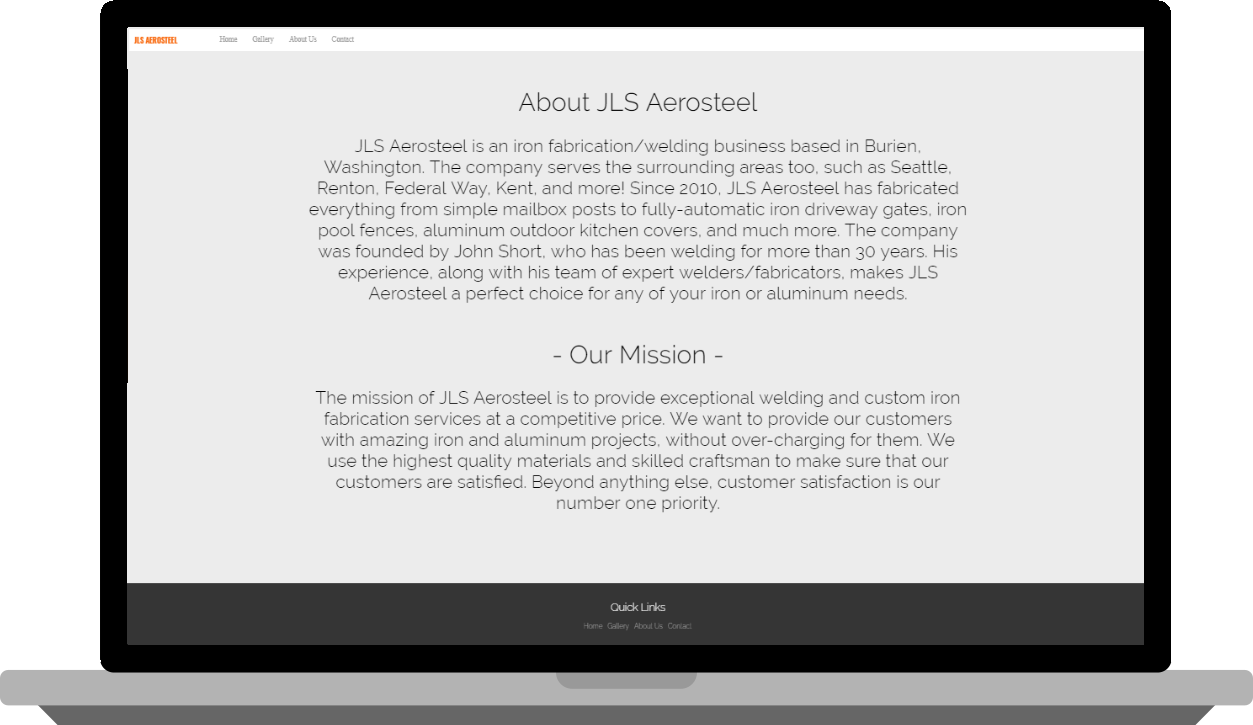 JLS AEROSTEEL Home Gallery About Us Contact
About JLS Aerosteel
JLS Aerosteel is an iron fabrication/welding business based in Burien,
Washington. The company serves the surrounding areas too, such as Seattle,
Renton, Federal Way, Kent, and more! Since 2010, JLS Aerosteel has fabricated
everything from simple mailbox posts to fully-automatic iron driveway gates, iron
pool fences, aluminum outdoor kitchen covers, and much more. The company
was founded by John Short, who has been welding for more than 30 years. His
experience, along with his team of expert welders/fabricators, makes JLS
Aerosteel a perfect choice for any of your iron or aluminum needs.
- Our Mission -
The mission of JLS Aerosteel is to provide exceptional welding and custom iron
fabrication services at a competitive price. We want to provide our customers
with amazing iron and aluminum projects, without over-charging for them. We
use the highest quality materials and skilled craftsman to make sure that our
customers are satisfied. Beyond anything else, customer satisfaction is our
number one priority.
Quick Links
Home Gallery About Us Contact